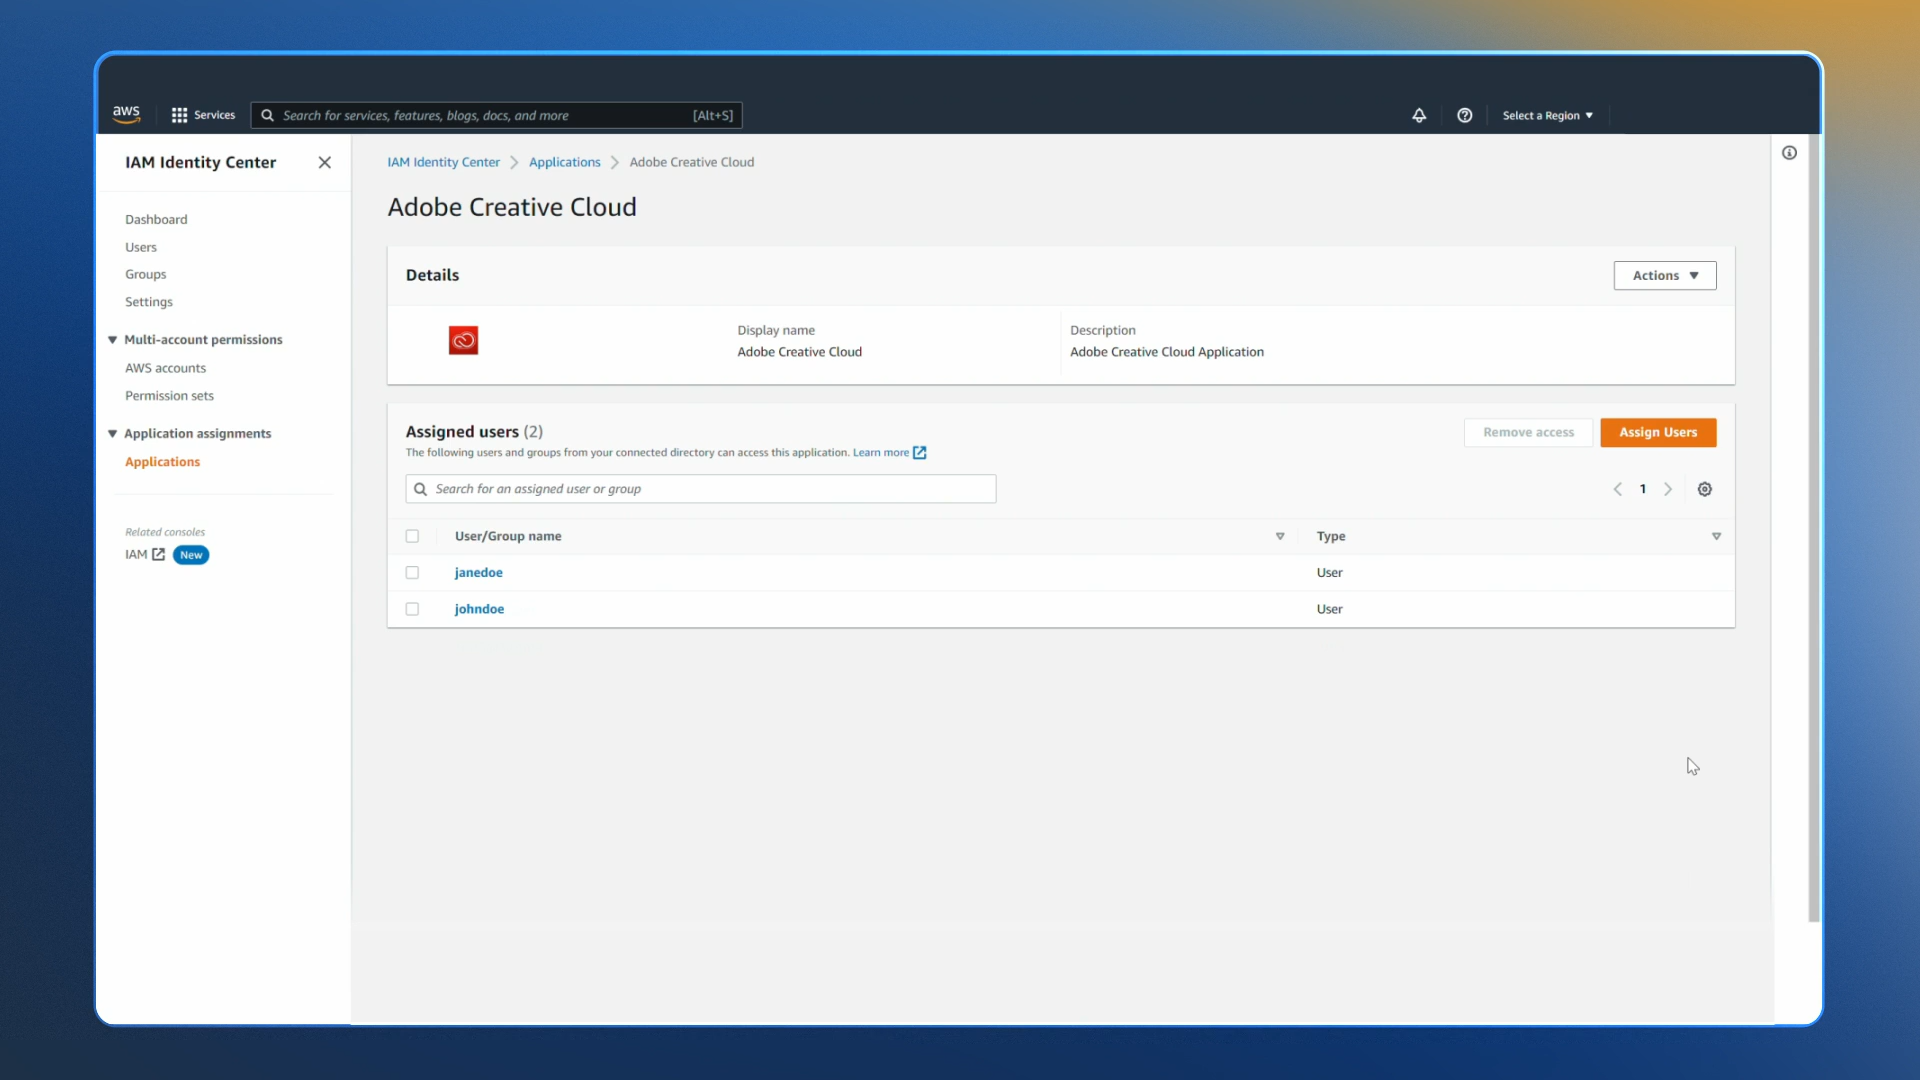 aws
Services
Search for services, features, blogs, docs, and more
[Alt+S]
Select a Region
IAM Identity Center
Dashboard
Users
Groups
Settings
Multi-account permissions
AWS accounts
Permission sets
Application assignments
Applications
Related consoles
IAM
New
IAM Identity Center
Applications
Adobe Creative Cloud
Adobe Creative Cloud
Details
Actions
Display name
Adobe Creative Cloud
Description
Adobe Creative Cloud Application
Assigned users (2)
The following users and groups from your connected directory can access this application. Learn more
Remove access
Assign Users
Search for an assigned user or group
1
User/Group name
Type
janedoe
User
johndoe
User